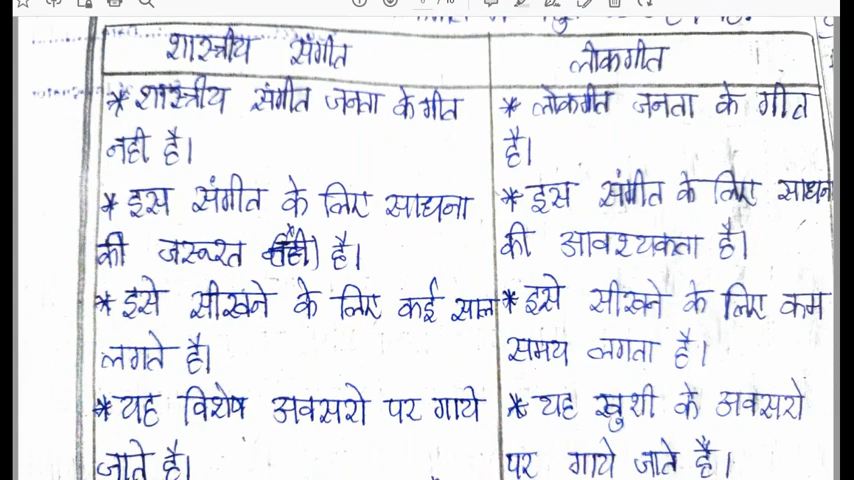 शास्त्रीय संगीत
लोकगीत
* शास्त्रीय संगीत जनता के गीत
नही है।
* इस संगीत के लिए साधना
की जरूरत है।
* इसे सीखने के लिए कई साल
लगते है।
* यह विशेष अवसरो पर गाये
जाते है।
* लोकगीत जनता के गीत
है।
* इस संगीत के लिए साधना
की आवश्यकता है।
* इसे सीखने के लिए कम
समय लगता है।
* यह खुशी के अवसरो
पर गाये जाते है।